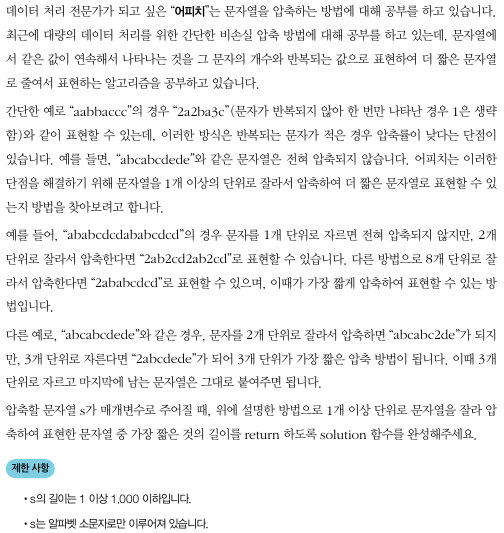 데이터 처리 전문가가 되고 싶은 “어피치”는 문자열을 압축하는 방법에 대해 공부를 하고 있습니다.
최근에 대량의 데이터 처리를 위한 간단한 비손실 압축 방법에 대해 공부를 하고 있는데, 문자열에
서 같은 값이 연속해서 나타나는 것을 그 문자의 개수와 반복되는 값으로 표현하여 더 짧은 문자열
로 줄여서 표현하는 알고리즘을 공부하고 있습니다.
간단한 예로 “aabbaccc”의 경우 “2a2ba3c”(문자가 반복되지 않아 한 번만 나타난 경우 1은 생략
함)와 같이 표현할 수 있는데, 이러한 방식은 반복되는 문자가 적은 경우 압축률이 낮다는 단점이
있습니다. 예를 들면, “abcabcdede”와 같은 문자열은 전혀 압축되지 않습니다. 어피치는 이러한
단점을 해결하기 위해 문자열을 1개 이상의 단위로 잘라서 압축하여 더 짧은 문자열로 표현할 수 있
는지 방법을 찾아보려고 합니다.
예를 들어, “ababcdcdababcdcd”의 경우 문자를 1개 단위로 자르면 전혀 압축되지 않지만, 2개
단위로 잘라서 압축한다면 “2ab2cd2ab2cd”로 표현할 수 있습니다. 다른 방법으로 8개 단위로 잘
라서 압축한다면 “2ababcdcd”로 표현할 수 있으며, 이때가 가장 짧게 압축하여 표현할 수 있는 방
법입니다.
다른 예로, “abcabcdede”와 같은 경우, 문자를 2개 단위로 잘라서 압축하면 “abcabc2de”가 되지
만, 3개 단위로 자른다면 “2abcdede”가 되어 3개 단위가 가장 짧은 압축 방법이 됩니다. 이때 3개
단위로 자르고 마지막에 남는 문자열은 그대로 붙여주면 됩니다.
압축할 문자열 s가 매개변수로 주어질 때, 위에 설명한 방법으로 1개 이상 단위로 문자열을 잘라 압
축하여 표현한 문자열 중 가장 짧은 것의 길이를 return 하도록 solution 함수를 완성해주세요.
제한 사항
• s의 길이는 1 이상 1,000 이하입니다.
• s는 알파벳 소문자로만 이루어져 있습니다.